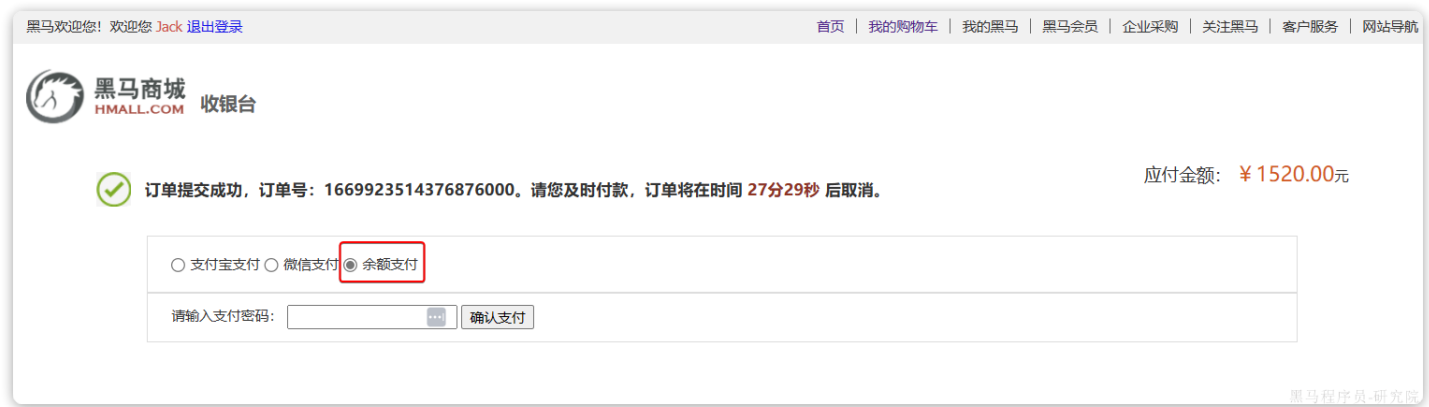 黑马欢迎您！欢迎您 Jack 退出登录
首页 | 我的购物车 | 我的黑马 | 黑马会员 | 企业采购 | 关注黑马 | 客户服务 | 网站导航
黑马商城
HMALL.COM
收银台
应付金额： ¥1520.00元
订单提交成功，订单号：1669923514376876000。请您及时付款，订单将在时间 27分29秒 后取消。
支付宝支付 微信支付 余额支付
请输入支付密码： 确认支付
黑马程序员-研究院